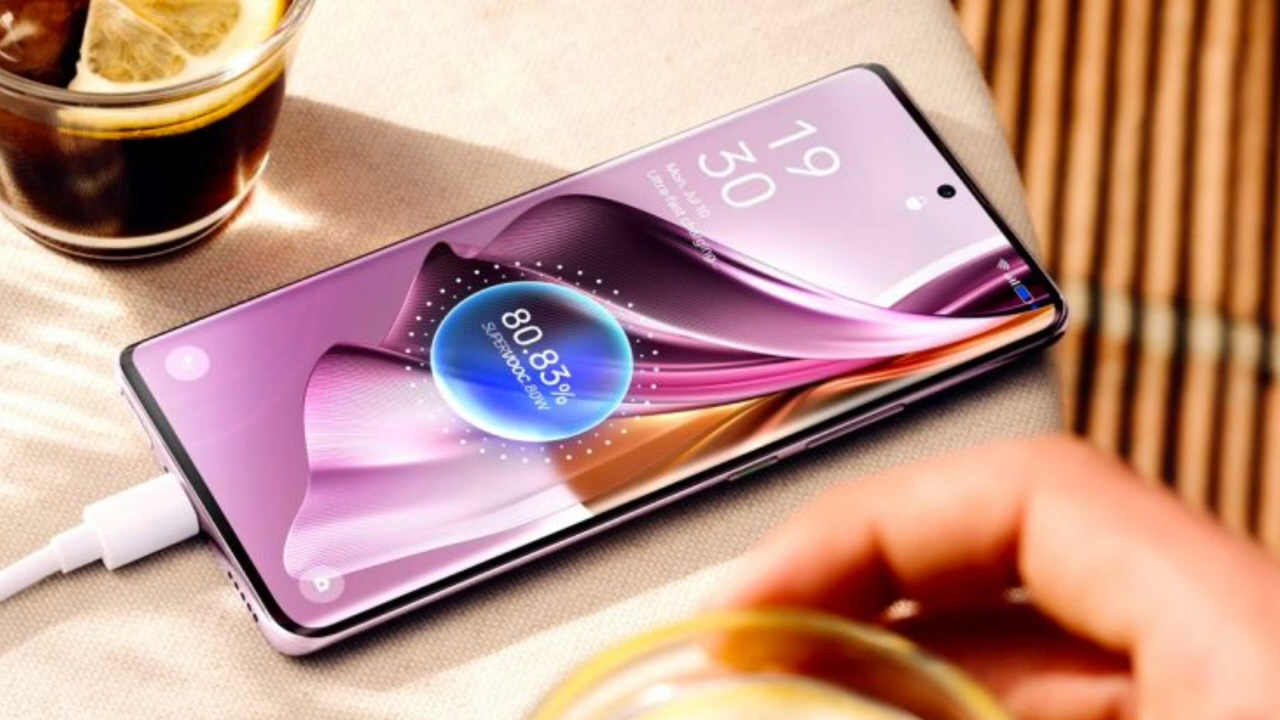 19
30
Mon, Jul 10
Ultra-fast charging
80.83%
SUPERVOOC 80W